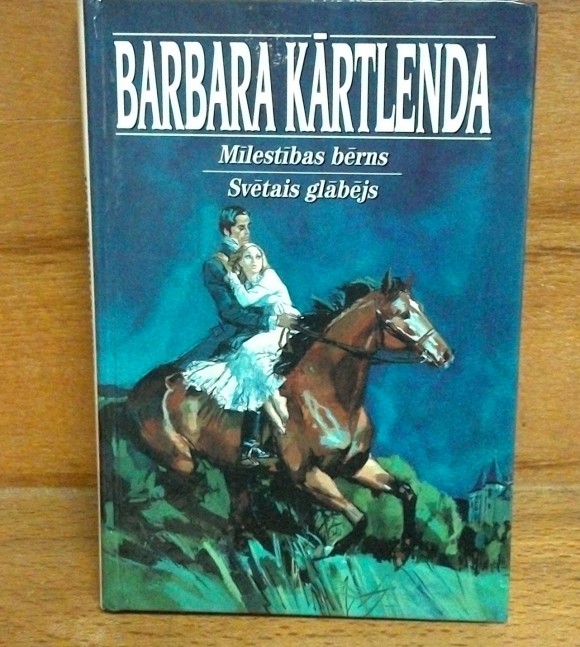 BARBARA KĀRTLENDA
Mīlestības bērns
Svētais glābējs